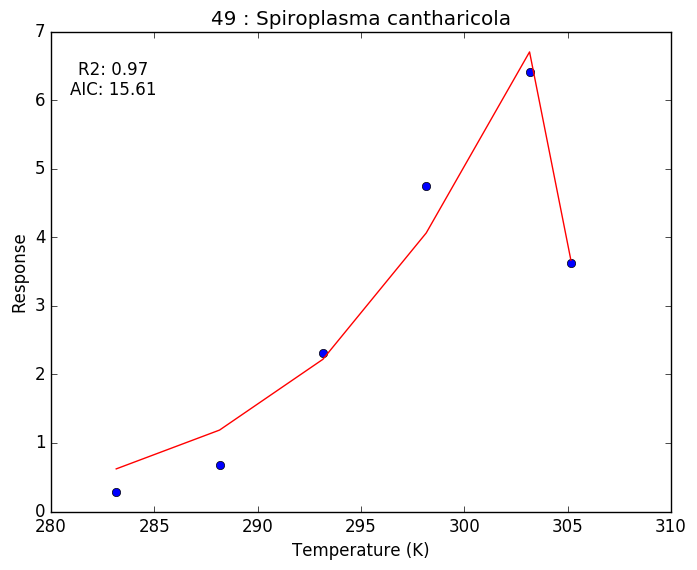 49 : Spiroplasma cantharicola
R2: 0.97
AIC: 15.61
7
6
5
4
3
2
1
0
Response
280 285 290 295 300 305 310
Temperature (K)